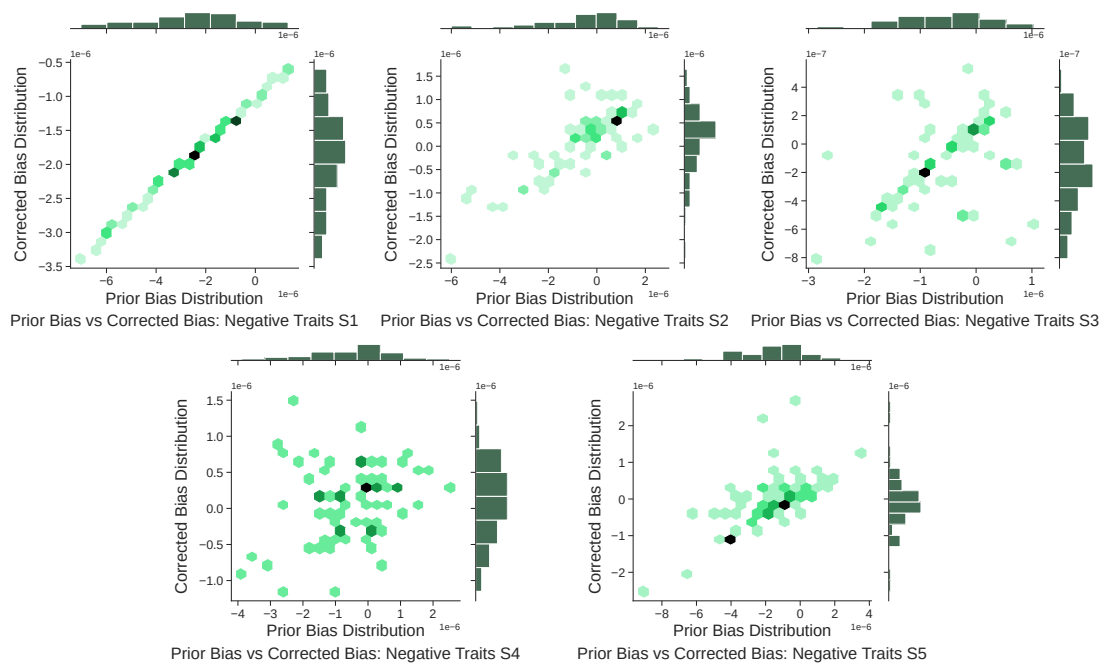 1e−6
1e−6
−0.5
−1.0
−1.5
−2.0
−2.5
−3.0
−3.5
Corrected Bias Distribution
−6
−4
−2
0
1e−6
Prior Bias Distribution
1e−6
Prior Bias vs Corrected Bias: Negative Traits S1
1e−6
1e−6
1.5
1.0
0.5
0.0
−0.5
−1.0
−1.5
−2.0
−2.5
Corrected Bias Distribution
−6
−4
−2
0
2
1e−6
Prior Bias Distribution
1e−6
Prior Bias vs Corrected Bias: Negative Traits S2
1e−7
1e−6
4
2
0
−2
−4
−6
−8
Corrected Bias Distribution
−3
−2
−1
0
1
1e−6
Prior Bias Distribution
1e−7
Prior Bias vs Corrected Bias: Negative Traits S3
1e−6
1e−6
1.5
1.0
0.5
0.0
−0.5
−1.0
Corrected Bias Distribution
−4
−3
−2
−1
0
1
2
1e−6
Prior Bias Distribution
1e−6
Prior Bias vs Corrected Bias: Negative Traits S4
1e−6
1e−6
2
1
0
−1
−2
Corrected Bias Distribution
−8
−6
−4
−2
0
2
4
1e−6
Prior Bias Distribution
1e−6
Prior Bias vs Corrected Bias: Negative Traits S5